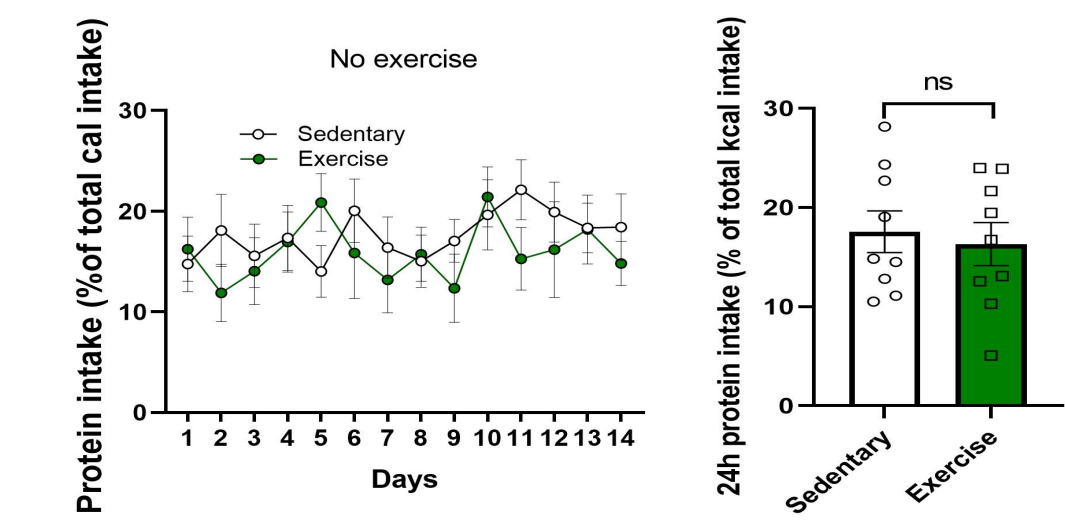 No exercise
Protein intake (%of total cal intake)
30
20
10
0
Sedentary
Exercise
1 2 3 4 5 6 7 8 9 10 11 12 13 14
Days
24h protein intake (% of total kcal intake)
ns
30
20
10
0
Sedentary
Exercise